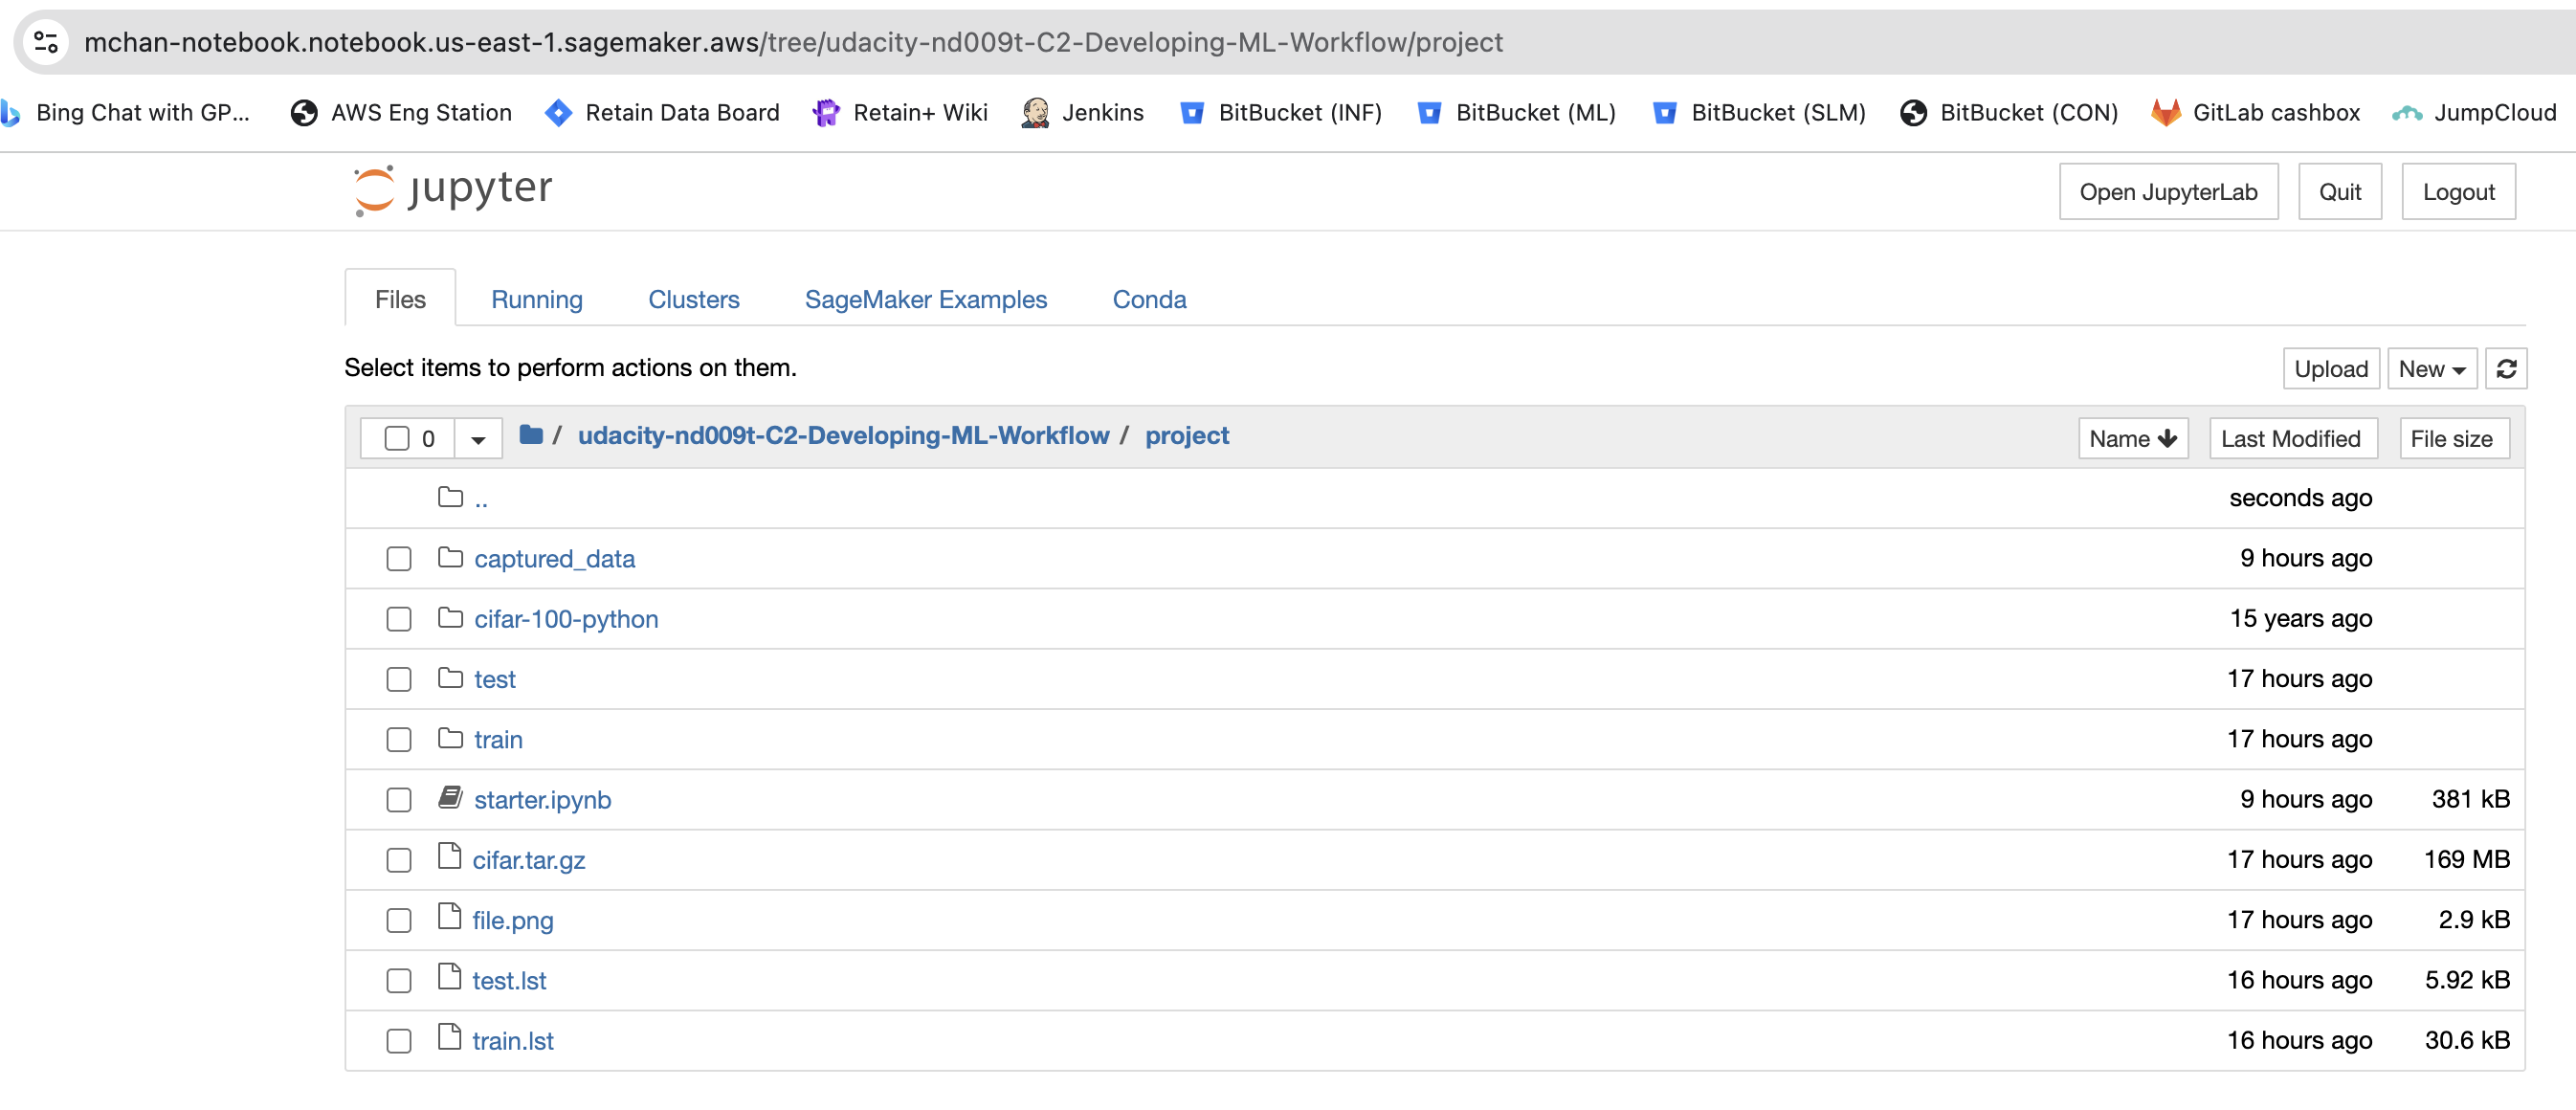 mchan-notebook.notebook.us-east-1.sagemaker.aws/tree/udacity-nd009t-C2-Developing-ML-Workflow/project
Bing Chat with GP... AWS Eng Station Retain Data Board Retain+ Wiki Jenkins BitBucket (INF) BitBucket (ML) BitBucket (SLM) BitBucket (CON) GitLab cashbox JumpCloud
jupyter Open JupyterLab Quit Logout
Files Running Clusters SageMaker Examples Conda
Select items to perform actions on them. Upload New
0 / udacity-nd009t-C2-Developing-ML-Workflow / project Name Last Modified File size
.. seconds ago
captured_data 9 hours ago
cifar-100-python 15 years ago
test 17 hours ago
train 17 hours ago
starter.ipynb 9 hours ago 381 kB
cifar.tar.gz 17 hours ago 169 MB
file.png 17 hours ago 2.9 kB
test.lst 16 hours ago 5.92 kB
train.lst 16 hours ago 30.6 kB